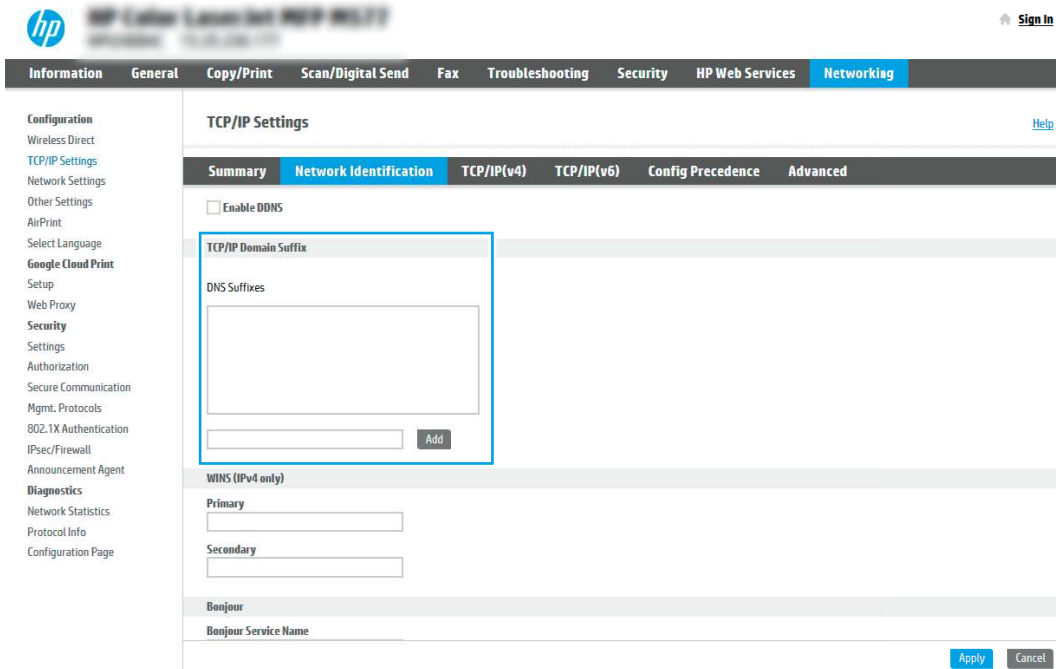 hp
Sign In
Information General Copy/Print Scan/Digital Send Fax Troubleshooting Security HP Web Services Networking
Configuration
Wireless Direct
TCP/IP Settings
Network Settings
Other Settings
AirPrint
Select Language
Google Cloud Print
Setup
Web Proxy
Security
Settings
Authorization
Secure Communication
Mgmt. Protocols
802.1X Authentication
IPsec/Firewall
Announcement Agent
Diagnostics
Network Statistics
Protocol Info
Configuration Page
TCP/IP Settings
Help
Summary Network Identification TCP/IP(v4) TCP/IP(v6) Config Precedence Advanced
Enable DDNS
TCP/IP Domain Suffix
DNS Suffixes
Add
WINS (IPv4 only)
Primary
Secondary
Bonjour
Bonjour Service Name
Apply Cancel